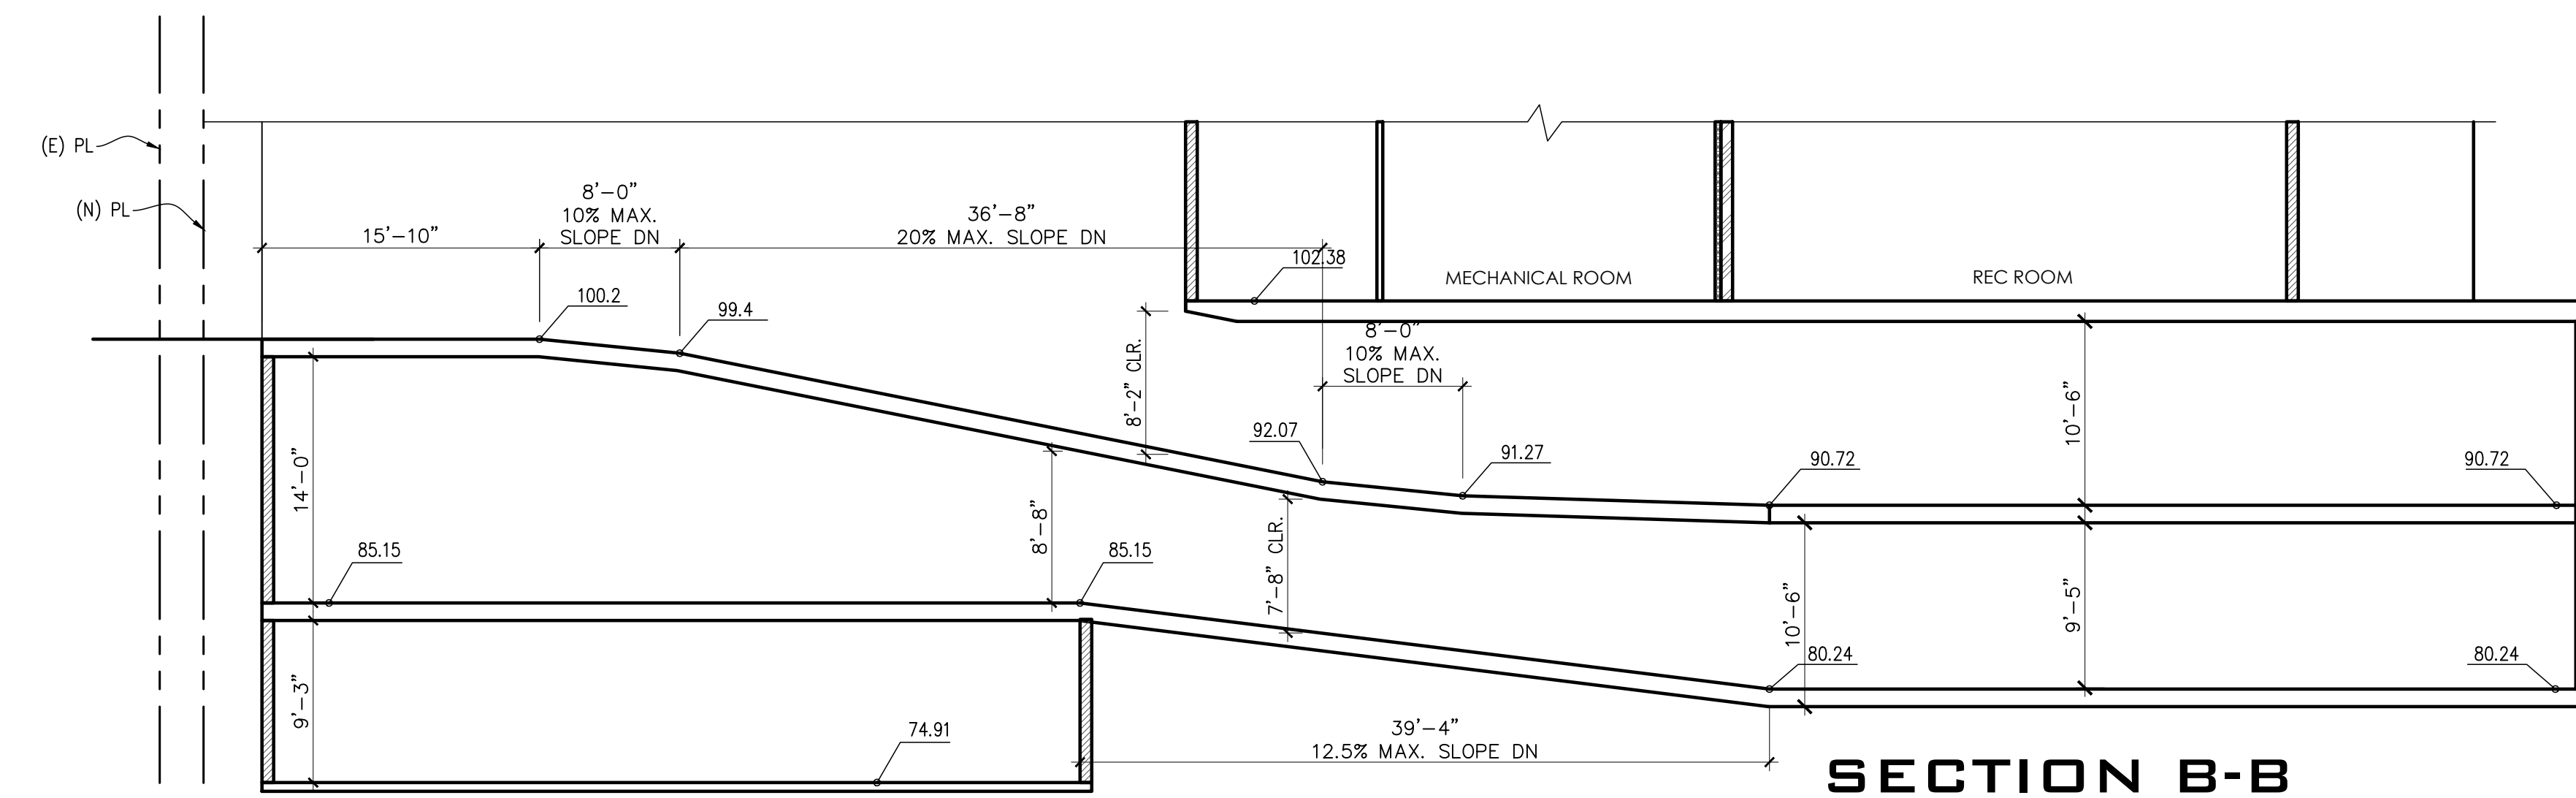 (E) PL
(N) PL
15'-10"
8'-0"
10% MAX.
SLOPE DN
36'-8"
20% MAX. SLOPE DN
100.2
99.4
102.38
MECHANICAL ROOM
REC ROOM
8'-2" CLR.
8'-0"
10% MAX.
SLOPE DN
92.07
91.27
90.72
90.72
10'-6"
14'-0"
8'-8"
7'-8" CLR.
85.15
85.15
10'-6"
9'-5"
80.24
80.24
9'-3"
74.91
39'-4"
12.5% MAX. SLOPE DN
SECTION B-B